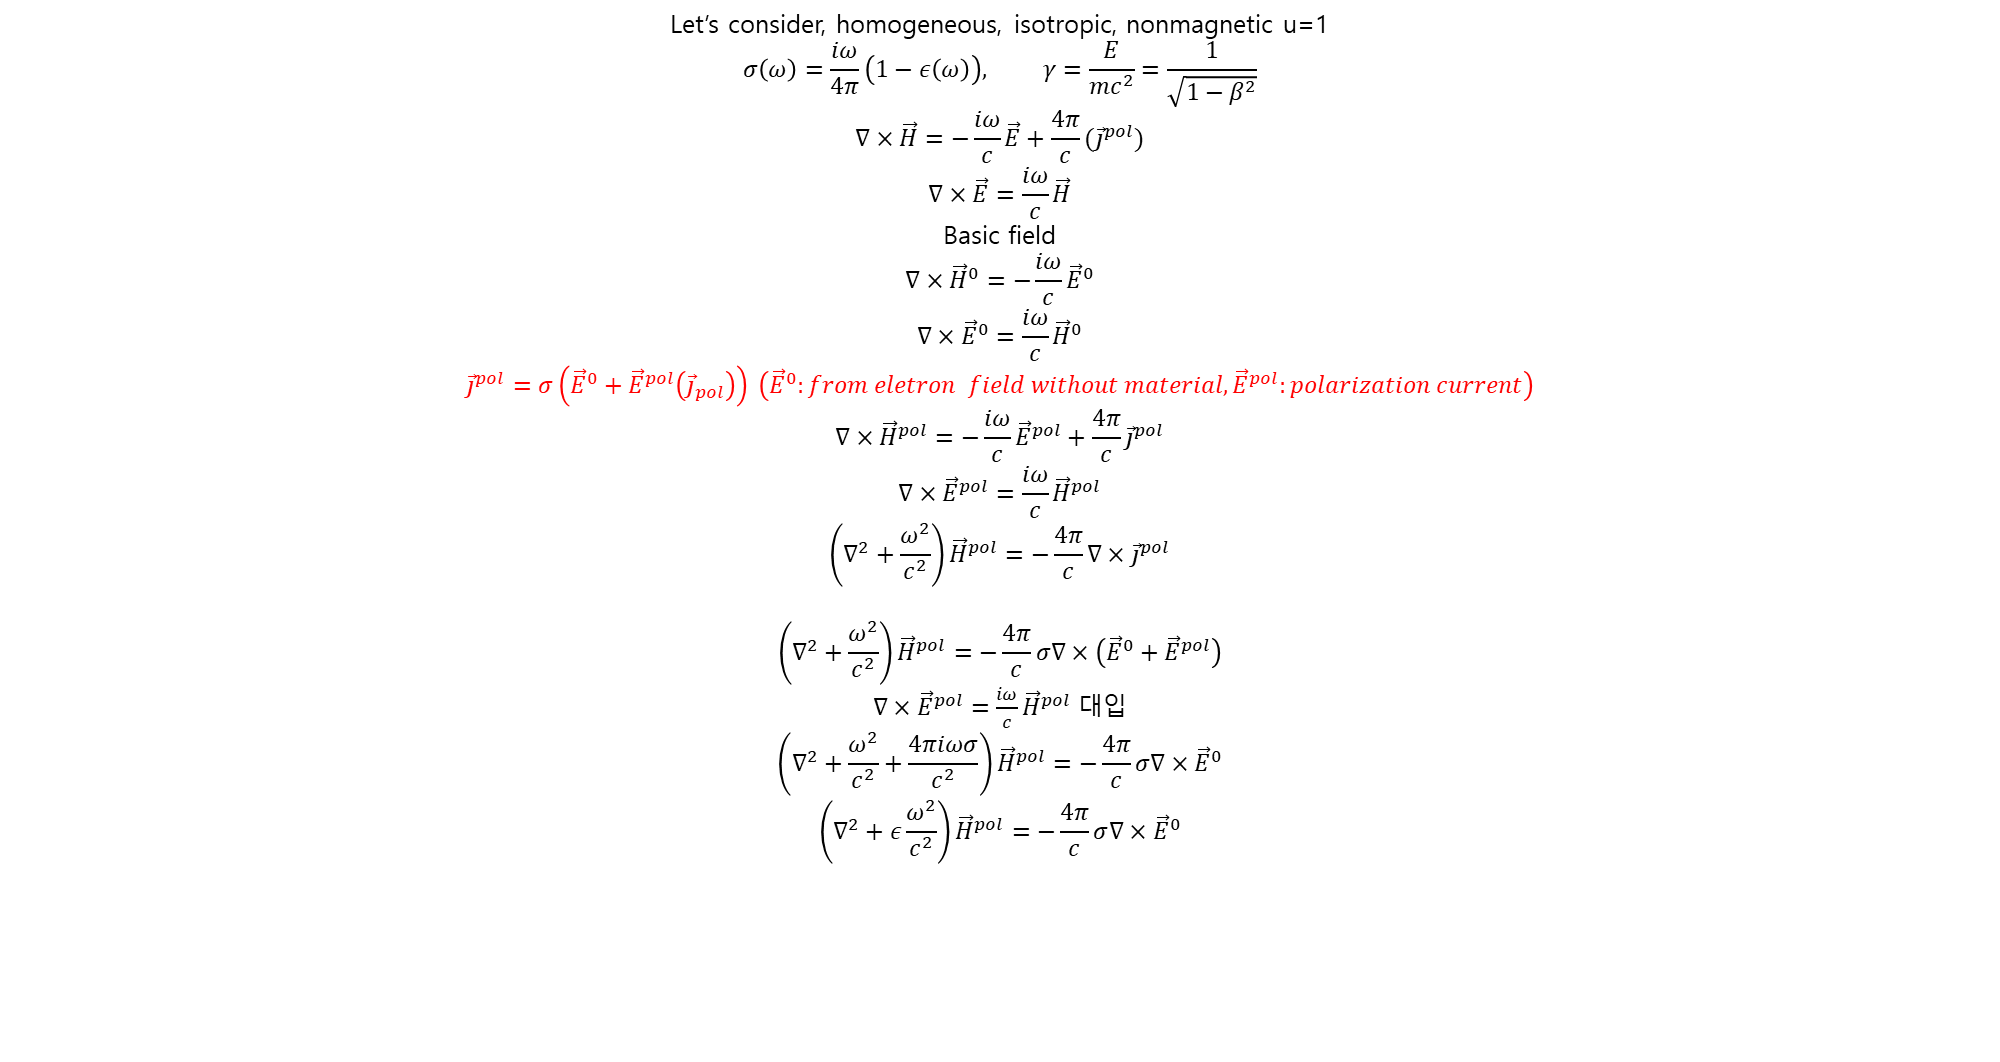 Let's consider, homogeneous, isotropic, nonmagnetic u=1
σ(ω) = iω/4π (1 − ϵ(ω)), γ = E/mc² = 1/√(1 − β²)
∇ × H⃗ = − iω/c E⃗ + 4π/c (j⃗^pol)
∇ × E⃗ = iω/c H⃗
Basic field
∇ × H⃗⁰ = − iω/c E⃗⁰
∇ × E⃗⁰ = iω/c H⃗⁰
j⃗^pol = σ (E⃗⁰ + E⃗^pol(j⃗_pol)) (E⃗⁰: from eletron field without material, E⃗^pol: polarization current)
∇ × H⃗^pol = − iω/c E⃗^pol + 4π/c j⃗^pol
∇ × E⃗^pol = iω/c H⃗^pol
(∇² + ω²/c²) H⃗^pol = − 4π/c ∇ × j⃗^pol
(∇² + ω²/c²) H⃗^pol = − 4π/c σ∇ × (E⃗⁰ + E⃗^pol)
∇ × E⃗^pol = iω/c H⃗^pol 대입
(∇² + ω²/c² + 4πiωσ/c²) H⃗^pol = − 4π/c σ∇ × E⃗⁰
(∇² + ϵ ω²/c²) H⃗^pol = − 4π/c σ∇ × E⃗⁰